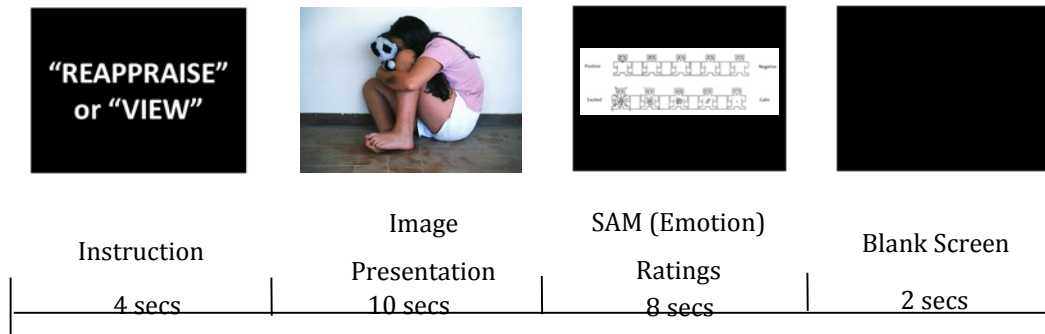 “REAPPRAISE”
or “VIEW”
Positive
Negative
Excited
Calm
Instruction
4 secs
Image
Presentation
10 secs
SAM (Emotion)
Ratings
8 secs
Blank Screen
2 secs